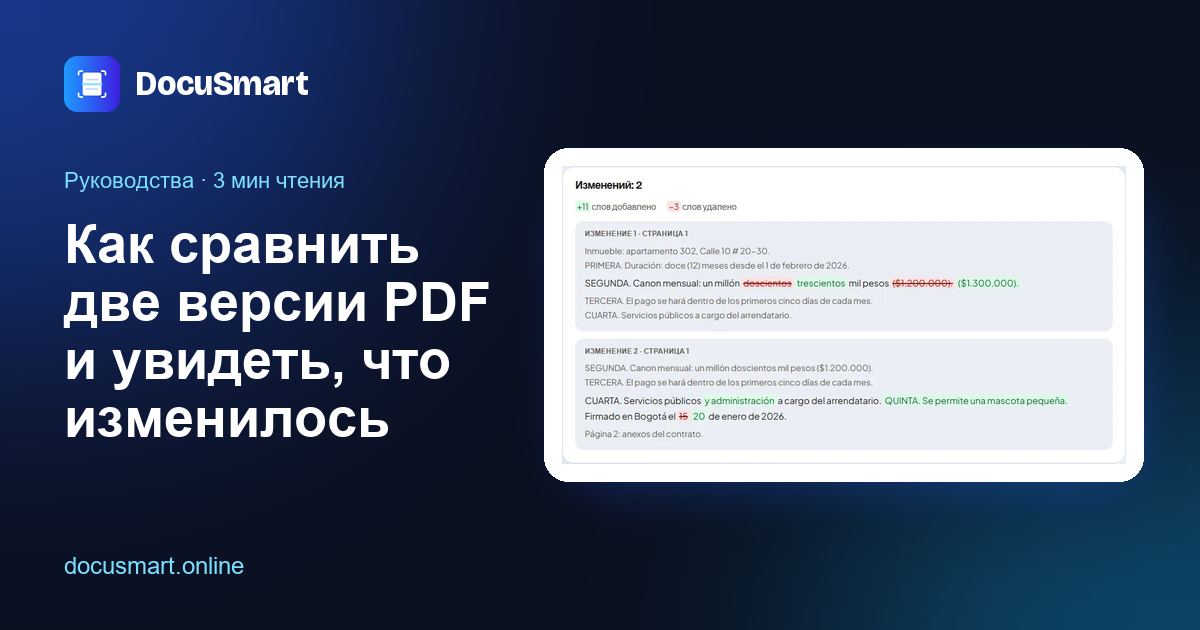 DocuSmart
Руководства · 3 мин чтения
Как сравнить
две версии PDF
и увидеть, что
изменилось
docusmart.online
Изменений: 2
+11 слов добавлено −3 слов удалено
ИЗМЕНЕНИЕ 1 · СТРАНИЦА 1
Inmueble: apartamento 302, Calle 10 # 20-30.
PRIMERA. Duración: doce (12) meses desde el 1 de febrero de 2026.
SEGUNDA. Canon mensual: un millón doscientos trescientos mil pesos ($1.200.000). ($1.300.000).
TERCERA. El pago se hará dentro de los primeros cinco días de cada mes.
CUARTA. Servicios públicos a cargo del arrendatario.
ИЗМЕНЕНИЕ 2 · СТРАНИЦА 1
SEGUNDA. Canon mensual: un millón doscientos mil pesos ($1.200.000).
TERCERA. El pago se hará dentro de los primeros cinco días de cada mes.
CUARTA. Servicios públicos y administración a cargo del arrendatario. QUINTA. Se permite una mascota pequeña.
Firmado en Bogotá el 15 20 de enero de 2026.
Página 2: anexos del contrato.